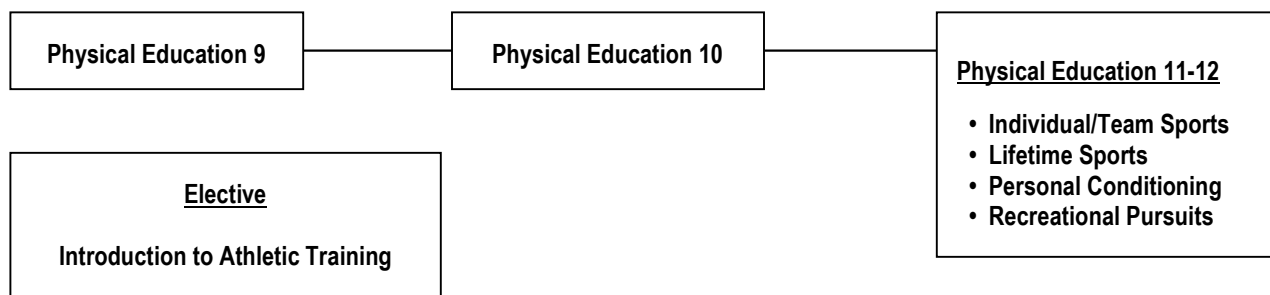 Physical Education 9
Physical Education 10
Physical Education 11-12
• Individual/Team Sports
• Lifetime Sports
• Personal Conditioning
• Recreational Pursuits
Elective
Introduction to Athletic Training